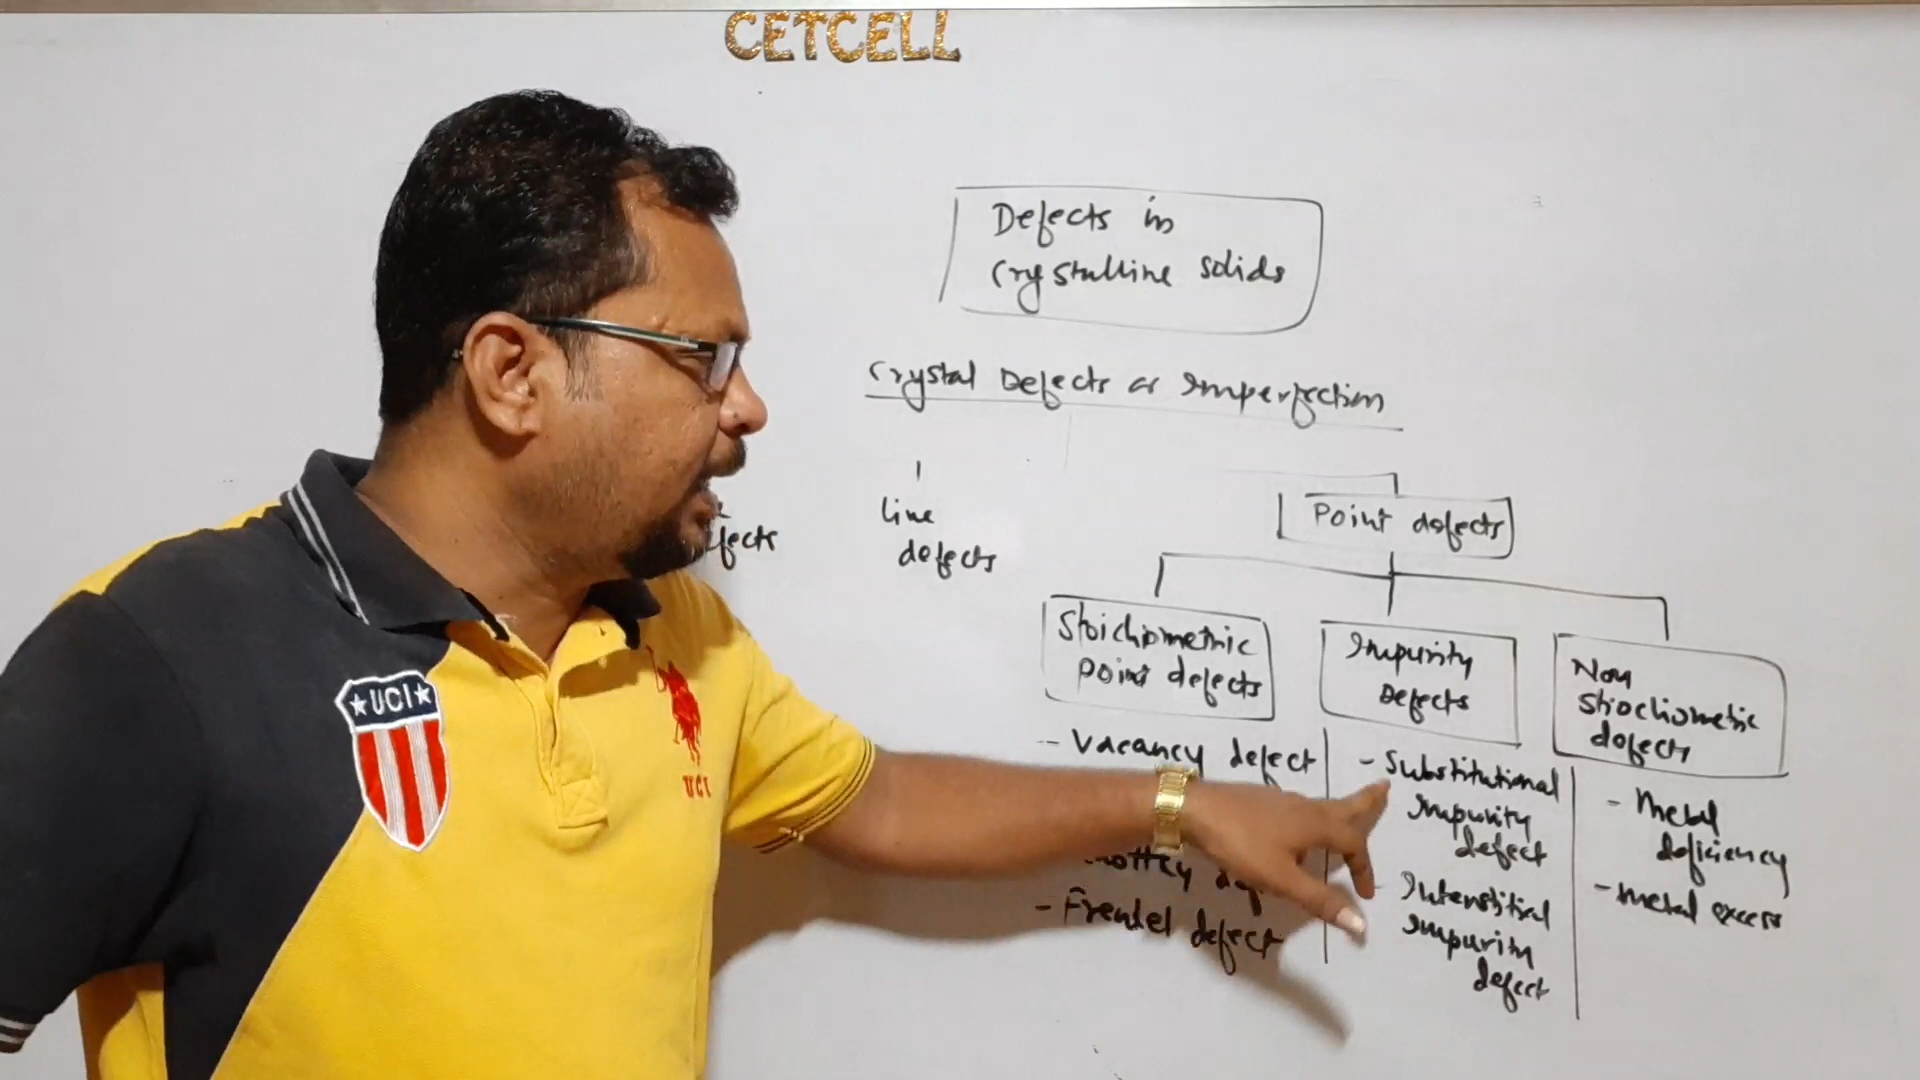 CETCELL
Defects in
Crystalline Solids
Crystal Defects or Imperfection
line
defects
Point defects
Stoichiometric
point defects
Impurity
Defects
Non
Stiochiometric
defects
- Vacancy defect
- Frenkel defect
- Substitutional
Impurity
defect
Interstitial
Impurity
defect
- Metal
deficiency
- metal excess
UCI
UCI